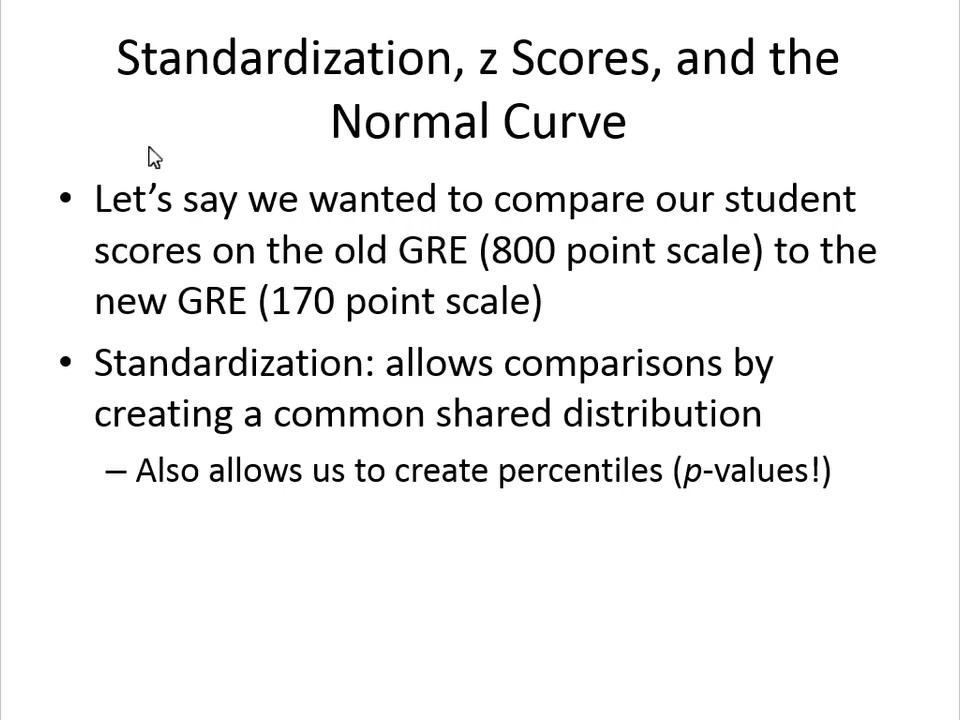 Standardization, z Scores, and the
Normal Curve
• Let’s say we wanted to compare our student
scores on the old GRE (800 point scale) to the
new GRE (170 point scale)
• Standardization: allows comparisons by
creating a common shared distribution
– Also allows us to create percentiles (p-values!)